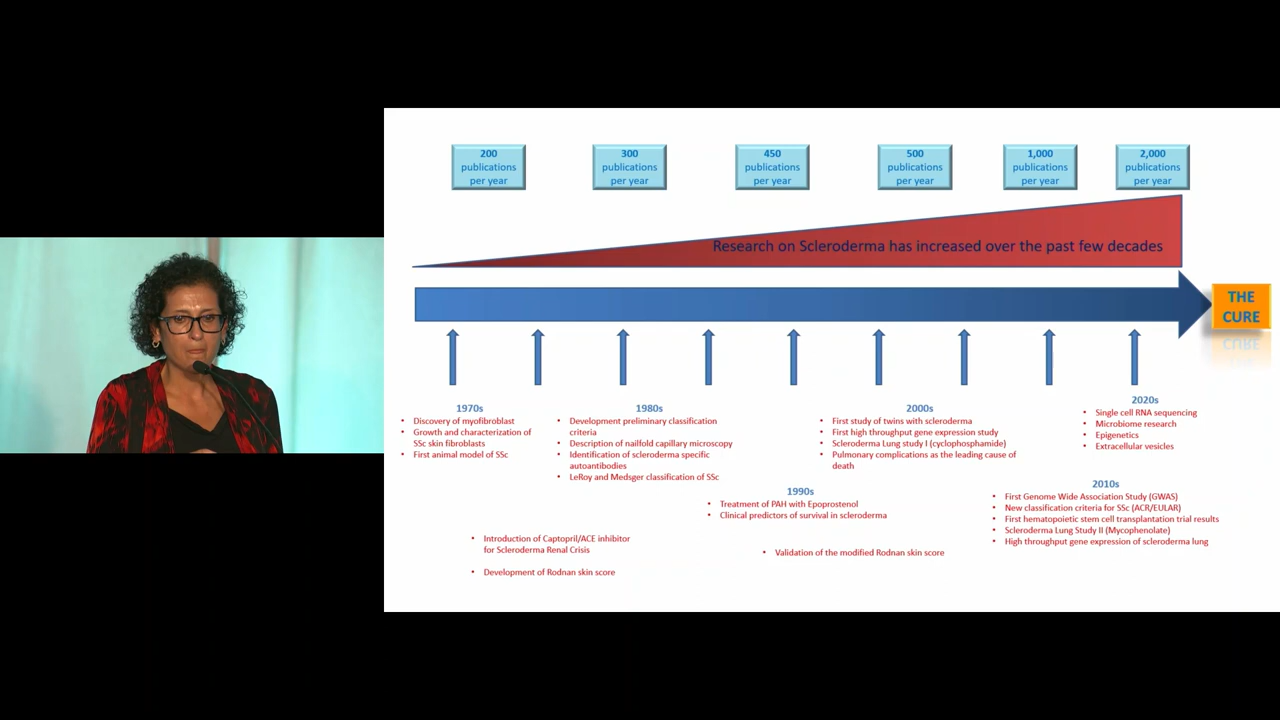 200
publications
per year
300
publications
per year
450
publications
per year
500
publications
per year
1,000
publications
per year
2,000
publications
per year
Research on Scleroderma has increased over the past few decades
THE
CURE
1970s
• Discovery of myofibroblast
• Growth and characterization of
SSc skin fibroblasts
• First animal model of SSc
1980s
• Development preliminary classification
criteria
• Description of nailfold capillary microscopy
• Identification of scleroderma specific
autoantibodies
• LeRoy and Medsger classification of SSc
2000s
• First study of twins with scleroderma
• First high throughput gene expression study
• Scleroderma Lung study I (cyclophosphamide)
• Pulmonary complications as the leading cause of
death
2020s
• Single cell RNA sequencing
• Microbiome research
• Epigenetics
• Extracellular vesicles
1990s
• Treatment of PAH with Epoprostenol
• Clinical predictors of survival in scleroderma
2010s
• First Genome Wide Association Study (GWAS)
• New classification criteria for SSc (ACR/EULAR)
• First hematopoietic stem cell transplantation trial results
• Scleroderma Lung Study II (Mycophenolate)
• High throughput gene expression of scleroderma lung
• Introduction of Captopril/ACE inhibitor
for Scleroderma Renal Crisis
• Development of Rodnan skin score
• Validation of the modified Rodnan skin score